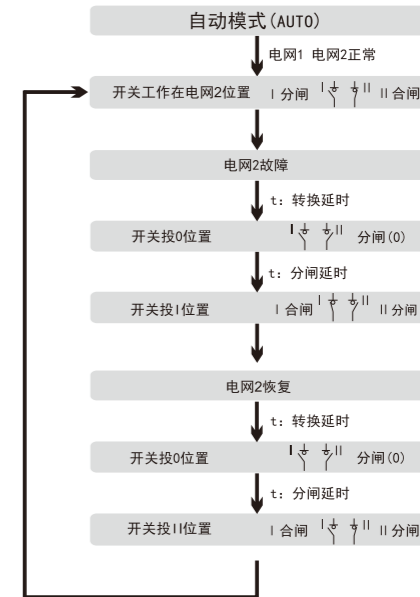 自动模式(AUTO)
电网1 电网2正常
开关工作在电网2位置 I 分闸 I II II 合闸
电网2故障
t: 转换延时
开关投0位置 I II 分闸(0)
t: 分闸延时
开关投I位置 I 合闸 I II II 分闸
电网2恢复
t: 转换延时
开关投0位置 I II 分闸(0)
t: 分闸延时
开关投II位置 I 合闸 I II II 分闸